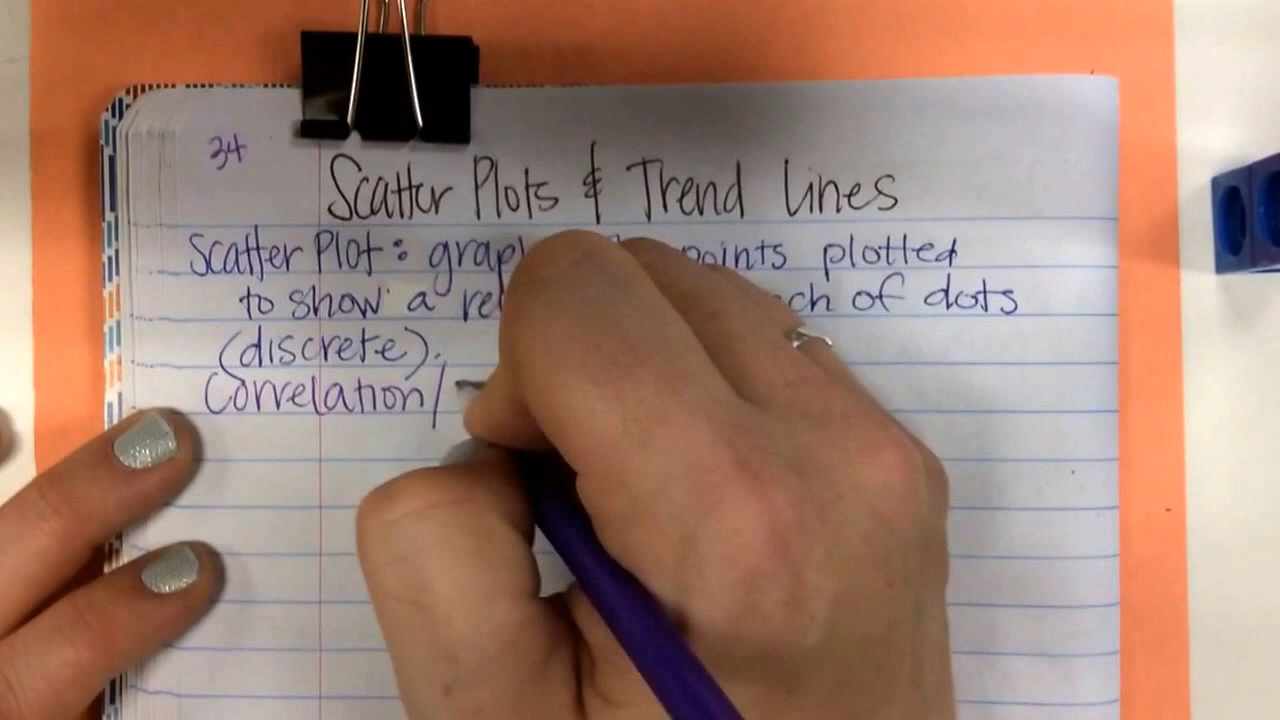 34
Scatter Plots & Trend Lines
Scatter Plot: points plotted
to show a of dots
(discrete).
Correlation/